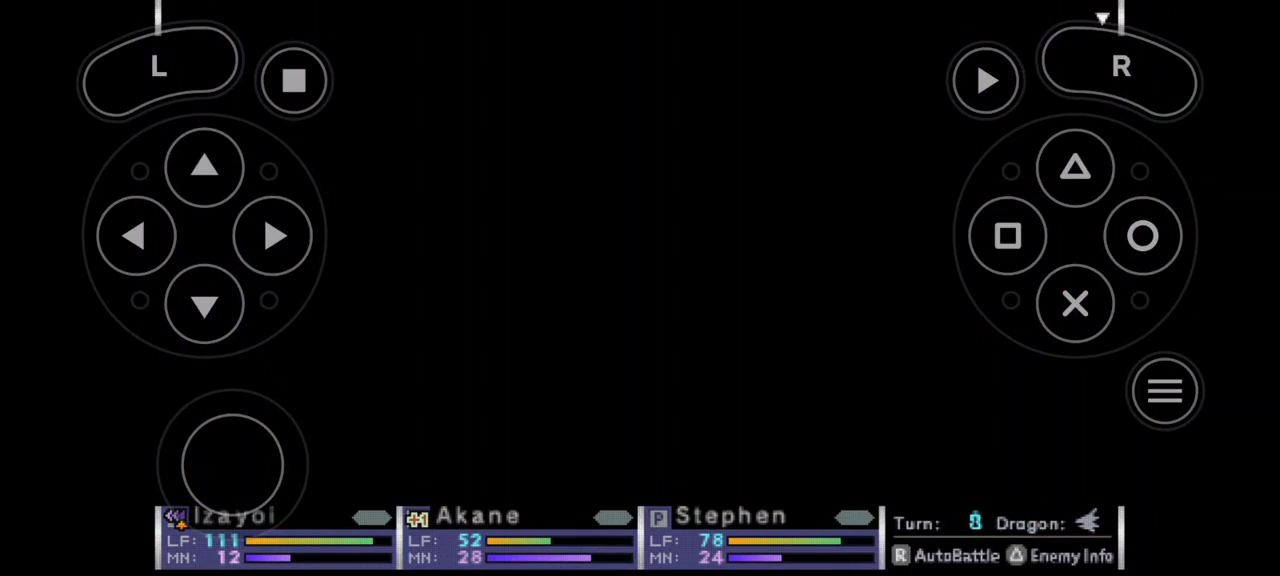 L
R
Izayoi
LF: 111
MN: 12
Akane
LF: 52
MN: 28
P Stephen
LF: 78
MN: 24
Turn: Dragon:
R AutoBattle Enemy Info